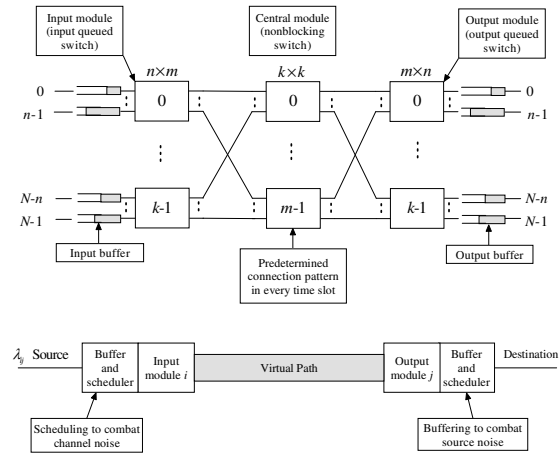 Input module
(input queued
switch)
Central module
(nonblocking
switch)
Output module
(output queued
switch)
n×m
k×k
m×n
0
0
0
0
0
n-1
n-1
N-n
k-1
m-1
k-1
N-n
N-1
N-1
Input buffer
Predetermined
connection pattern
in every time slot
Output buffer
λij Source
Buffer
and
scheduler
Input
module i
Virtual Path
Output
module j
Buffer
and
scheduler
Destination
Scheduling to combat
channel noise
Buffering to combat
source noise